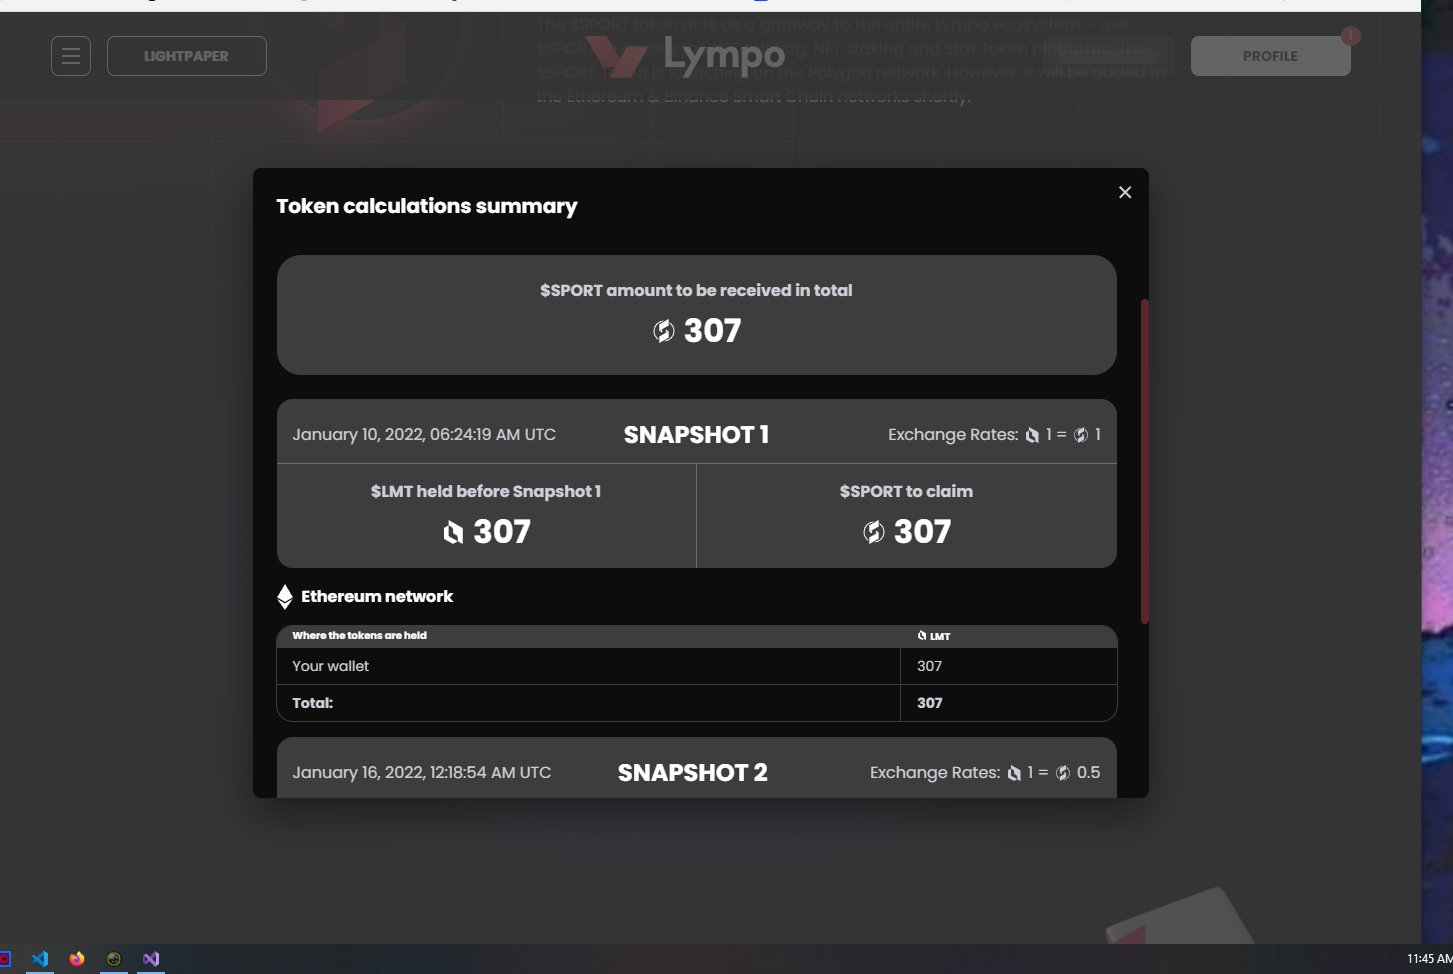 The $SPORT token acts as a gateway to the entire Lympo ecosystem – use
NFT staking and Star Token platforms. The
on the Polygon network. However, it will be added to
the Ethereum & Binance Smart Chain networks shortly.
LIGHTPAPER
Lympo
PROFILE
1
Token calculations summary
$SPORT amount to be received in total
307
January 10, 2022, 06:24:19 AM UTC SNAPSHOT 1 Exchange Rates: 1 = 1
$LMT held before Snapshot 1 $SPORT to claim
307 307
Ethereum network
Where the tokens are held LMT
Your wallet 307
Total: 307
January 16, 2022, 12:18:54 AM UTC SNAPSHOT 2 Exchange Rates: 1 = 0.5
11:45 AM